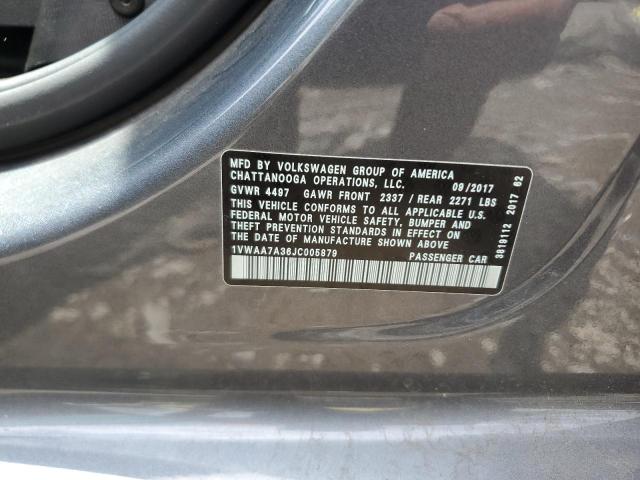 MFD BY VOLKSWAGEN GROUP OF AMERICA
CHATTANOOGA OPERATIONS, LLC. 09/2017
GVWR 4497 GAWR FRONT 2337 / REAR 2271 LBS
THIS VEHICLE CONFORMS TO ALL APPLICABLE U.S.
FEDERAL MOTOR VEHICLE SAFETY, BUMPER AND
THEFT PREVENTION STANDARDS IN EFFECT ON
THE DATE OF MANUFACTURE SHOWN ABOVE
1VWAA7A36JC005879 PASSENGER CAR
3619112 2017 62